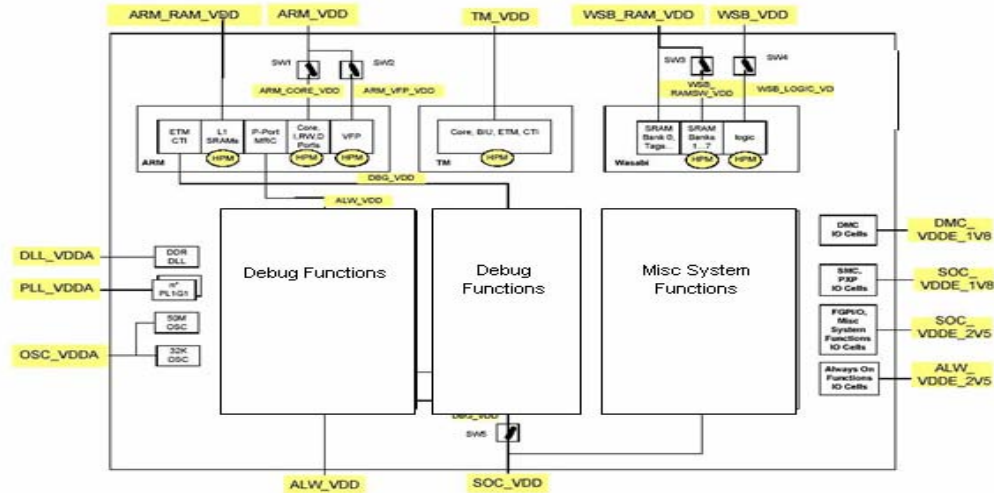 ARM_RAM_VDD
ARM_VDD
TM_VDD
WSB_RAM_VDD
WSB_VDD
SW1
SW2
SW3
SW4
ARM_CORE_VDD
ARM_VFP_VDD
WSB_
RAMSW_VDD
WSB_LOGIC_VD
ETM
CTI
L1
SRAMs
HPM
P-Port
MRC
Core,
I,RW,D
Ports
HPM
VFP
HPM
ARM
Core, BIU, ETM, CTI
HPM
TM
SRAM
Bank 0,
Tags...
SRAM
Banks
1...7
HPM
logic
HPM
Wasabi
DBG_VDD
ALW_VDD
DLL_VDDA
DDR
DLL
PLL_VDDA
PL1G1
50M
OSC
OSC_VDDA
32K
OSC
Debug Functions
Debug
Functions
Misc System
Functions
DMC
IO Cells
DMC_
VDDE_1V8
SMC,
PXP
IO Cells
SOC_
VDDE_1V8
FGPI/O,
Misc
System
Functions
IO Cells
SOC_
VDDE_2V5
Always On
Functions
IO Cells
ALW_
VDDE_2V5
DBG_VDD
SW5
ALW_VDD
SOC_VDD